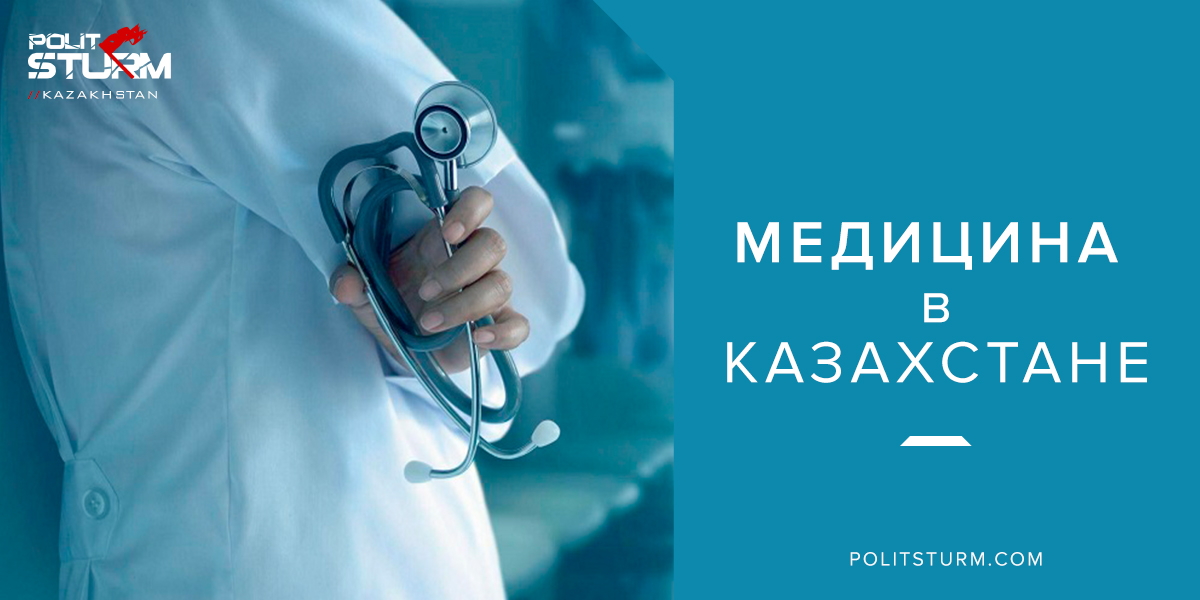 POLIT
STURM
//KAZAKHSTAN
МЕДИЦИНА
В
КАЗАХСТАНЕ
POLITSTURM.COM